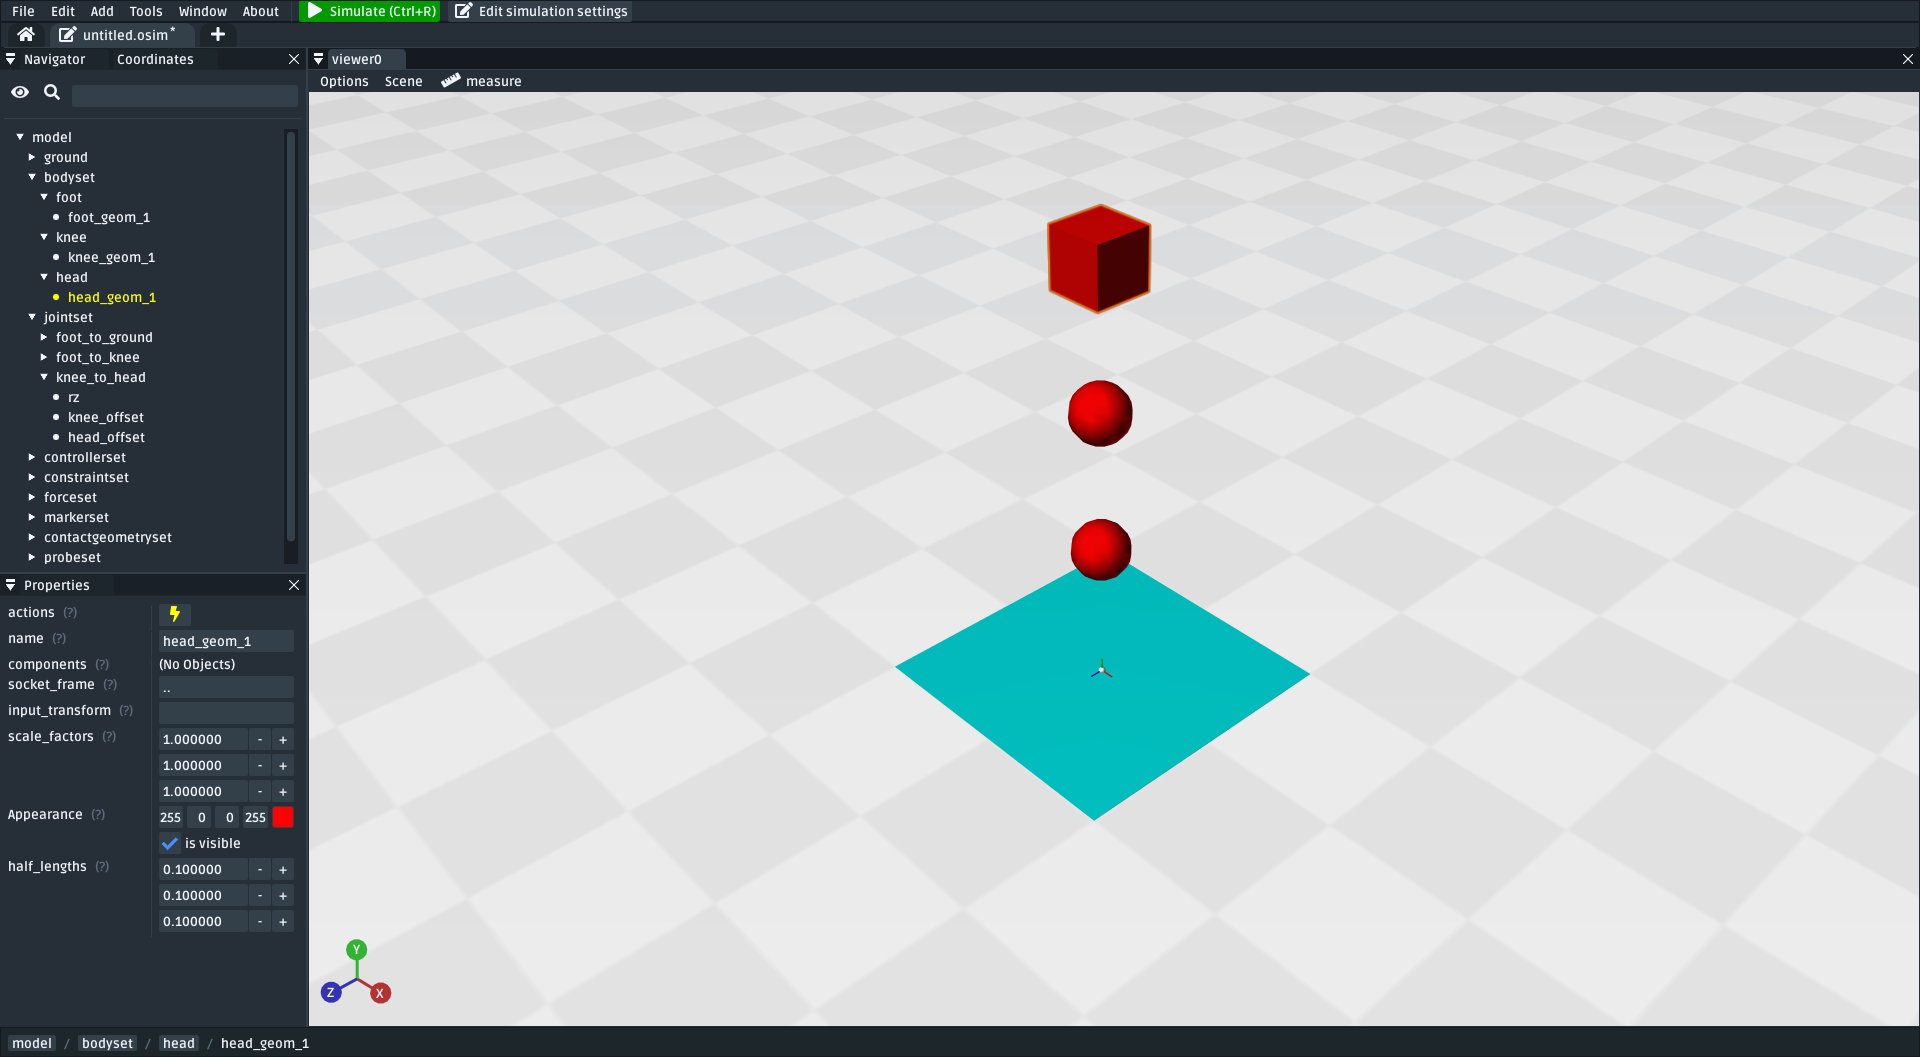 File Edit Add Tools Window About Simulate (Ctrl+R) Edit simulation settings
untitled.osim*
Navigator Coordinates
model
ground
bodyset
foot
foot_geom_1
knee
knee_geom_1
head
head_geom_1
jointset
foot_to_ground
foot_to_knee
knee_to_head
rz
knee_offset
head_offset
controllerset
constraintset
forceset
markerset
contactgeometryset
probeset
Properties
actions (?)
name (?) head_geom_1
components (?) (No Objects)
socket_frame (?) ..
input_transform (?)
scale_factors (?) 1.000000 - +
1.000000 - +
1.000000 - +
Appearance (?) 255 0 0 255
is visible
half_lengths (?) 0.100000 - +
0.100000 - +
0.100000 - +
viewer0
Options Scene measure
Y
Z X
model / bodyset / head / head_geom_1